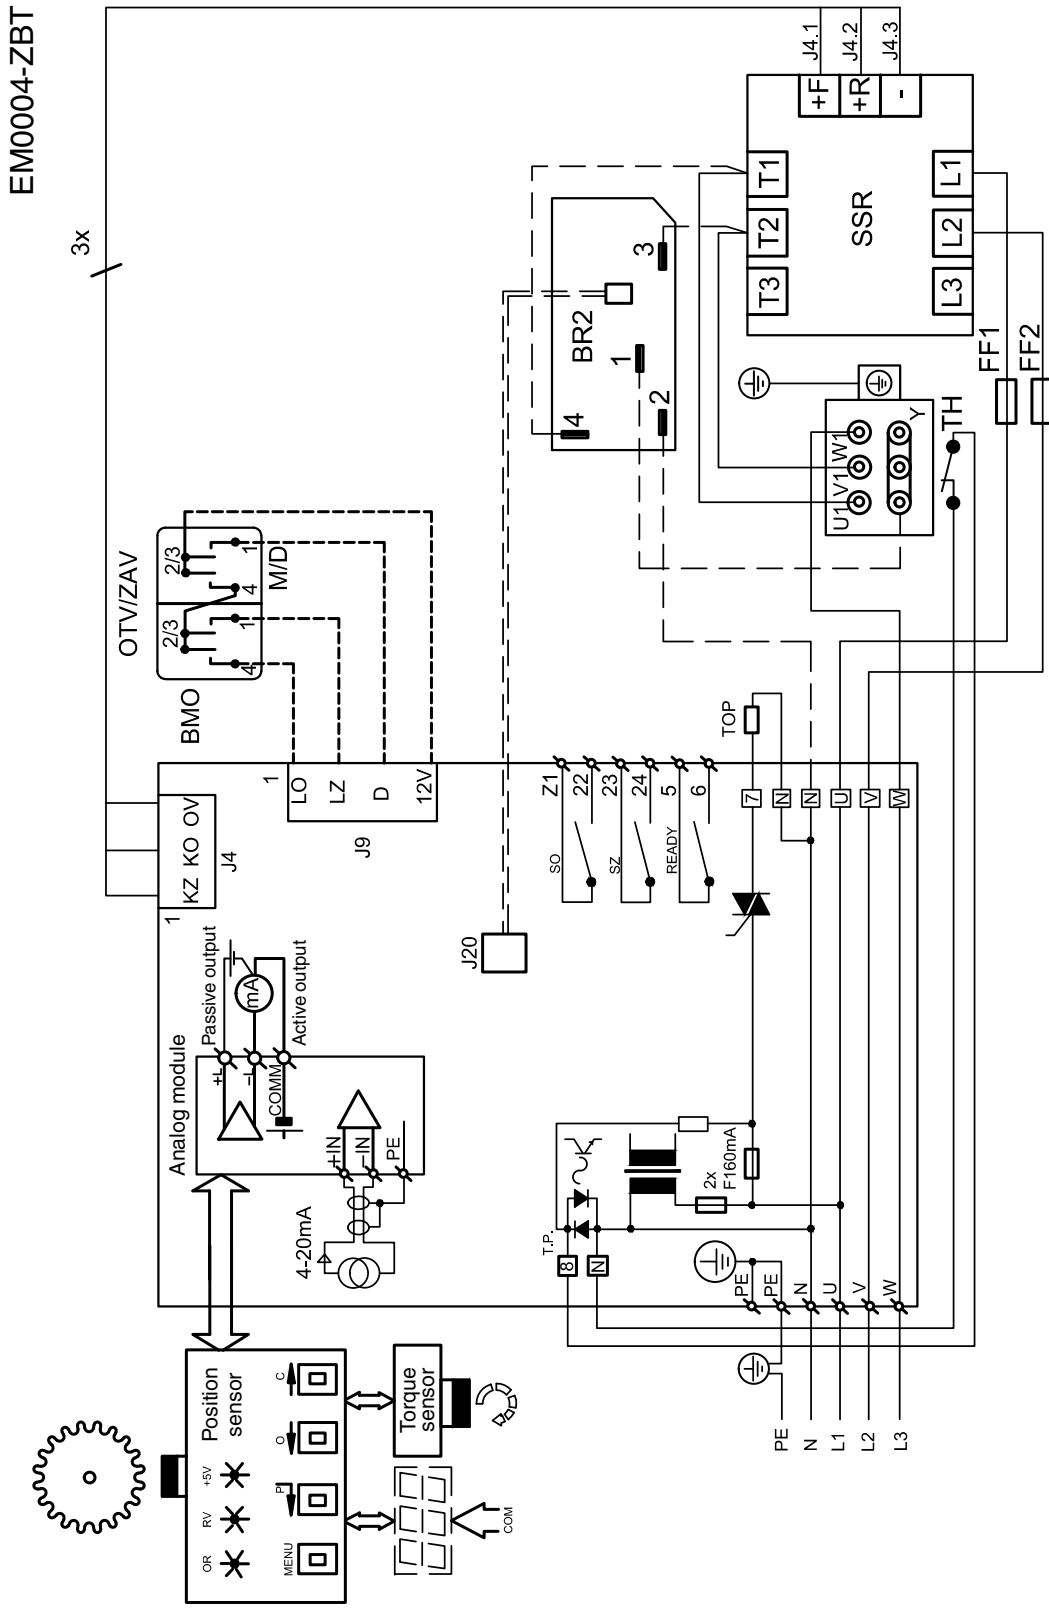 EM0004-ZBT
3x
J4.1
J4.2
J4.3
+F
+R
-
T1
T2
T3
SSR
L1
L2
L3
BR2
1
2
3
4
FF1
FF2
TH
U1
V1
W1
Y
OTV/ZAV
BMO
M/D
2/3
1
4
2/3
1
4
1
KZ KO OV
J4
1
LO
LZ
D
12V
J9
J20
Z1
22
23
24
5
6
SO
SZ
READY
TOP
7
N
N
U
V
W
Analog module
Passive output
Active output
mA
+L
–L
COMM
+IN
–IN
PE
4-20mA
T.P.
8
N
2x
F160mA
PE
PE
N
U
V
W
PE
N
L1
L2
L3
Position
sensor
OR
RV
+5V
MENU
P
O
C
Torque
sensor
COM